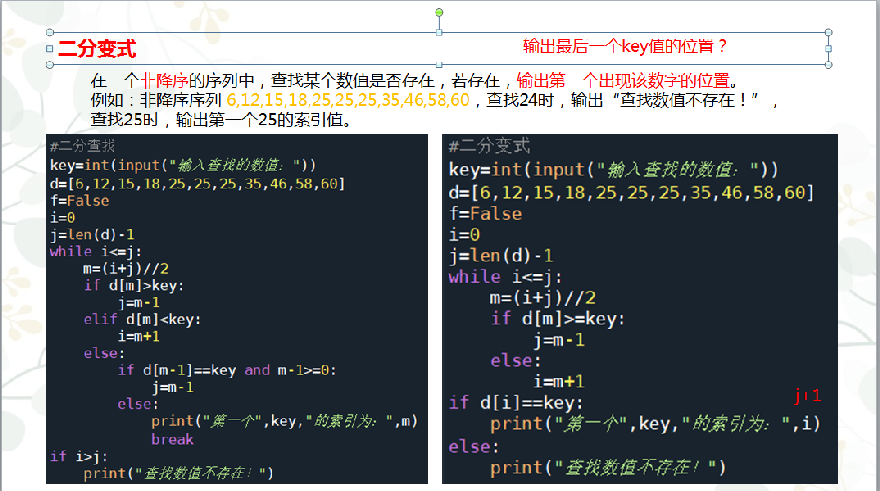 二分变式
输出最后一个key值的位置？
在一个非降序的序列中，查找某个数值是否存在，若存在，输出第一个出现该数字的位置。
例如：非降序序列 6,12,15,18,25,25,25,35,46,58,60，查找24时，输出“查找数值不存在！”，
查找25时，输出第一个25的索引值。
#二分查找
key=int(input("输入查找的数值："))
d=[6,12,15,18,25,25,25,35,46,58,60]
f=False
i=0
j=len(d)-1
while i<=j:
    m=(i+j)//2
    if d[m]>key:
        j=m-1
    elif d[m]<key:
        i=m+1
    else:
        if d[m-1]==key and m-1>=0:
            j=m-1
        else:
            print("第一个",key,"的索引为：",m)
            break
if i>j:
    print("查找数值不存在！")
#二分变式
key=int(input("输入查找的数值："))
d=[6,12,15,18,25,25,25,35,46,58,60]
f=False
i=0
j=len(d)-1
while i<=j:
    m=(i+j)//2
    if d[m]>=key:
        j=m-1
    else:
        i=m+1
if d[i]==key:
    print("第一个",key,"的索引为：",i)
else:
    print("查找数值不存在！")